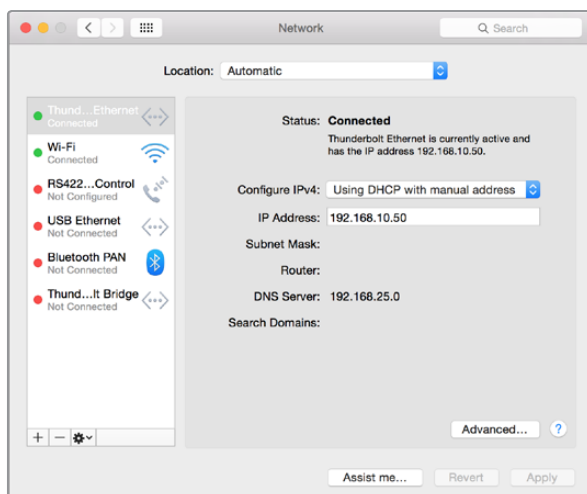 Network
Search
Location: Automatic
Thund...Ethernet
Connected
Wi-Fi
Connected
RS422...Control
Not Configured
USB Ethernet
Not Connected
Bluetooth PAN
Not Connected
Thund...lt Bridge
Not Connected
Status: Connected
Thunderbolt Ethernet is currently active and
has the IP address 192.168.10.50.
Configure IPv4: Using DHCP with manual address
IP Address: 192.168.10.50
Subnet Mask:
Router:
DNS Server: 192.168.25.0
Search Domains:
Advanced... ?
Assist me... Revert Apply